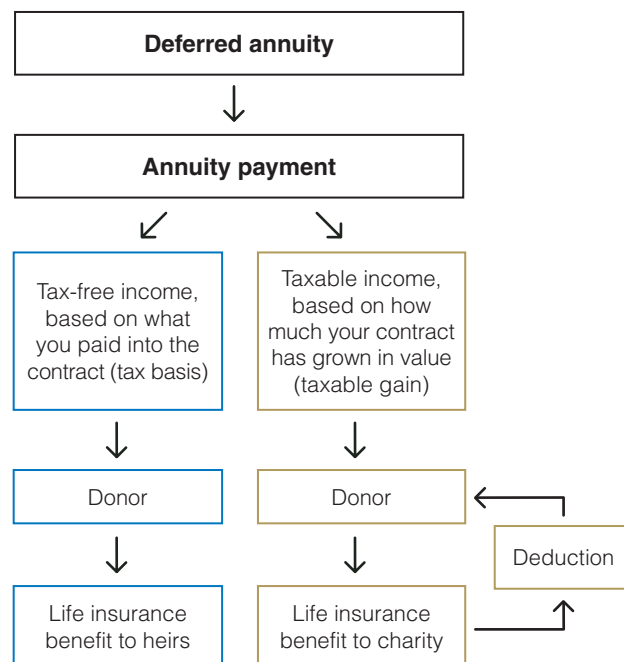 Deferred annuity
Annuity payment
Tax-free income,
based on what
you paid into the
contract (tax basis)
Taxable income,
based on how
much your contract
has grown in value
(taxable gain)
Donor
Donor
Deduction
Life insurance
benefit to heirs
Life insurance
benefit to charity